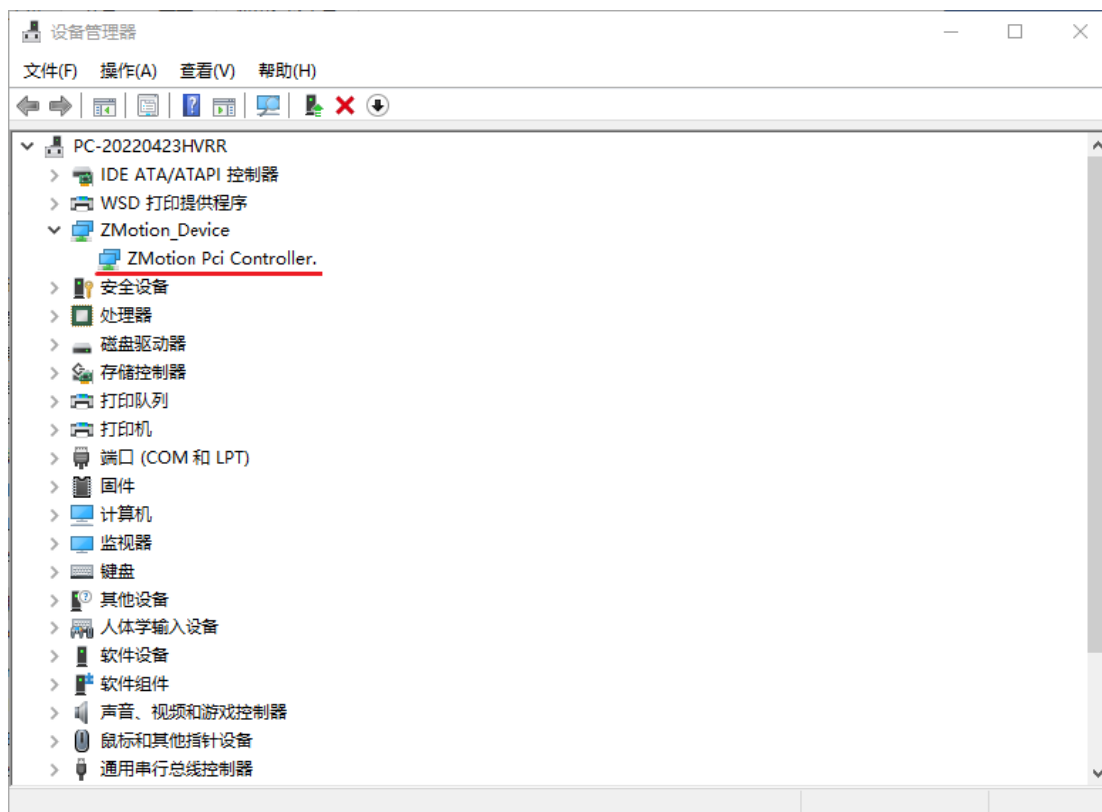 设备管理器
文件(F) 操作(A) 查看(V) 帮助(H)
PC-20220423HVRR
IDE ATA/ATAPI 控制器
WSD 打印提供程序
ZMotion_Device
ZMotion Pci Controller.
安全设备
处理器
磁盘驱动器
存储控制器
打印队列
打印机
端口 (COM 和 LPT)
固件
计算机
监视器
键盘
其他设备
人体学输入设备
软件设备
软件组件
声音、视频和游戏控制器
鼠标和其他指针设备
通用串行总线控制器